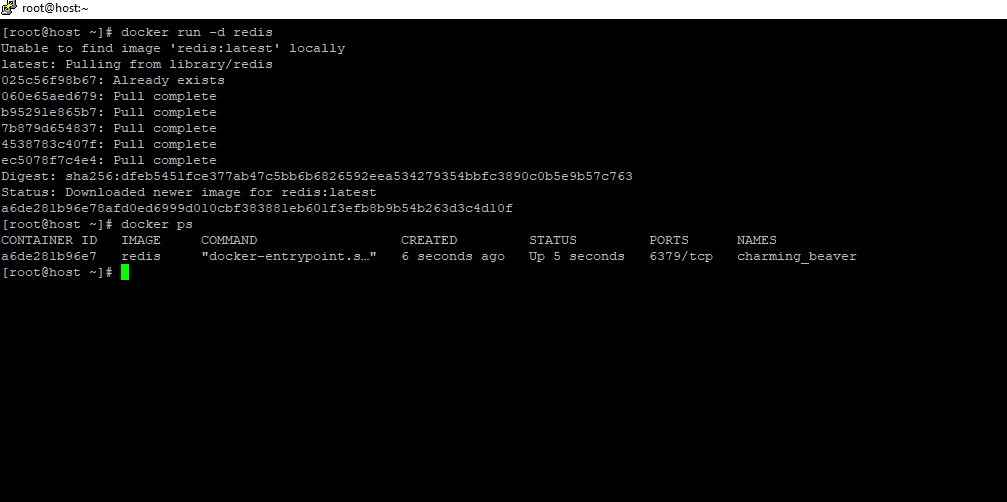 root@host:~
[root@host ~]# docker run -d redis
Unable to find image 'redis:latest' locally
latest: Pulling from library/redis
025c56f98b67: Already exists
060e65aed679: Pull complete
b95291e865b7: Pull complete
7b879d654837: Pull complete
4538783c407f: Pull complete
ec5078f7c4e4: Pull complete
Digest: sha256:dfeb5451fce377ab47c5bb6b6826592eea534279354bbfc3890c0b5e9b57c763
Status: Downloaded newer image for redis:latest
a6de281b96e78afd0ed6999d010cbf383881eb601f3efb8b9b54b263d3c4d10f
[root@host ~]# docker ps
CONTAINER ID   IMAGE     COMMAND                  CREATED         STATUS         PORTS      NAMES
a6de281b96e7   redis     "docker-entrypoint.s…"   6 seconds ago   Up 5 seconds   6379/tcp   charming_beaver
[root@host ~]#